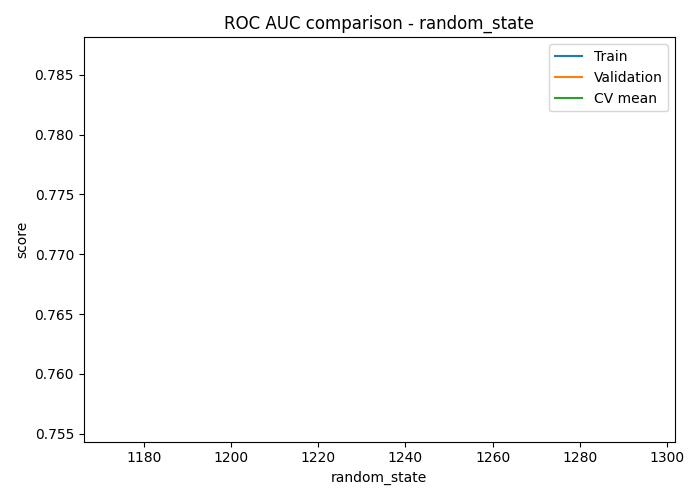 ROC AUC comparison - random_state
Train
Validation
CV mean
score
0.785
0.780
0.775
0.770
0.765
0.760
0.755
1180
1200
1220
1240
1260
1280
1300
random_state